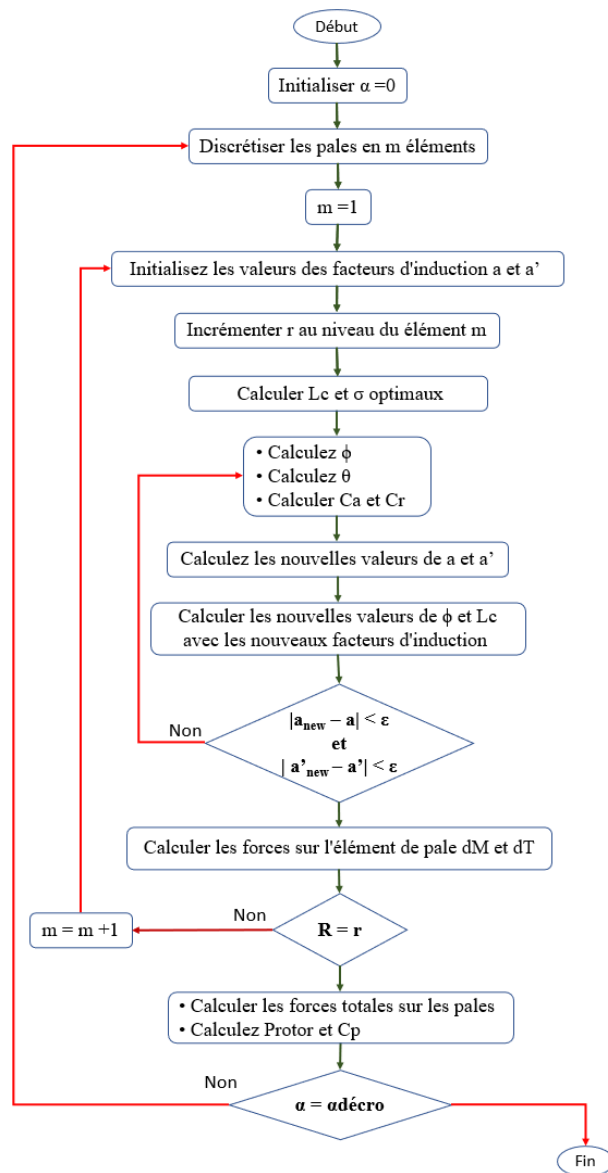 Début
Initialiser α =0
Discrétiser les pales en m éléments
m =1
Initialisez les valeurs des facteurs d'induction a et a’
Incrémenter r au niveau du élément m
Calculer Lc et σ optimaux
• Calculez ϕ
• Calculez θ
• Calculer Ca et Cr
Calculez les nouvelles valeurs de a et a’
Calculer les nouvelles valeurs de ϕ et Lc
avec les nouveaux facteurs d'induction
Non
|anew – a| < ε
et
| a’new – a’| < ε
Calculer les forces sur l'élément de pale dM et dT
Non
m = m +1
R = r
• Calculer les forces totales sur les pales
• Calculez Protor et Cp
Non
α = αdécro
Fin